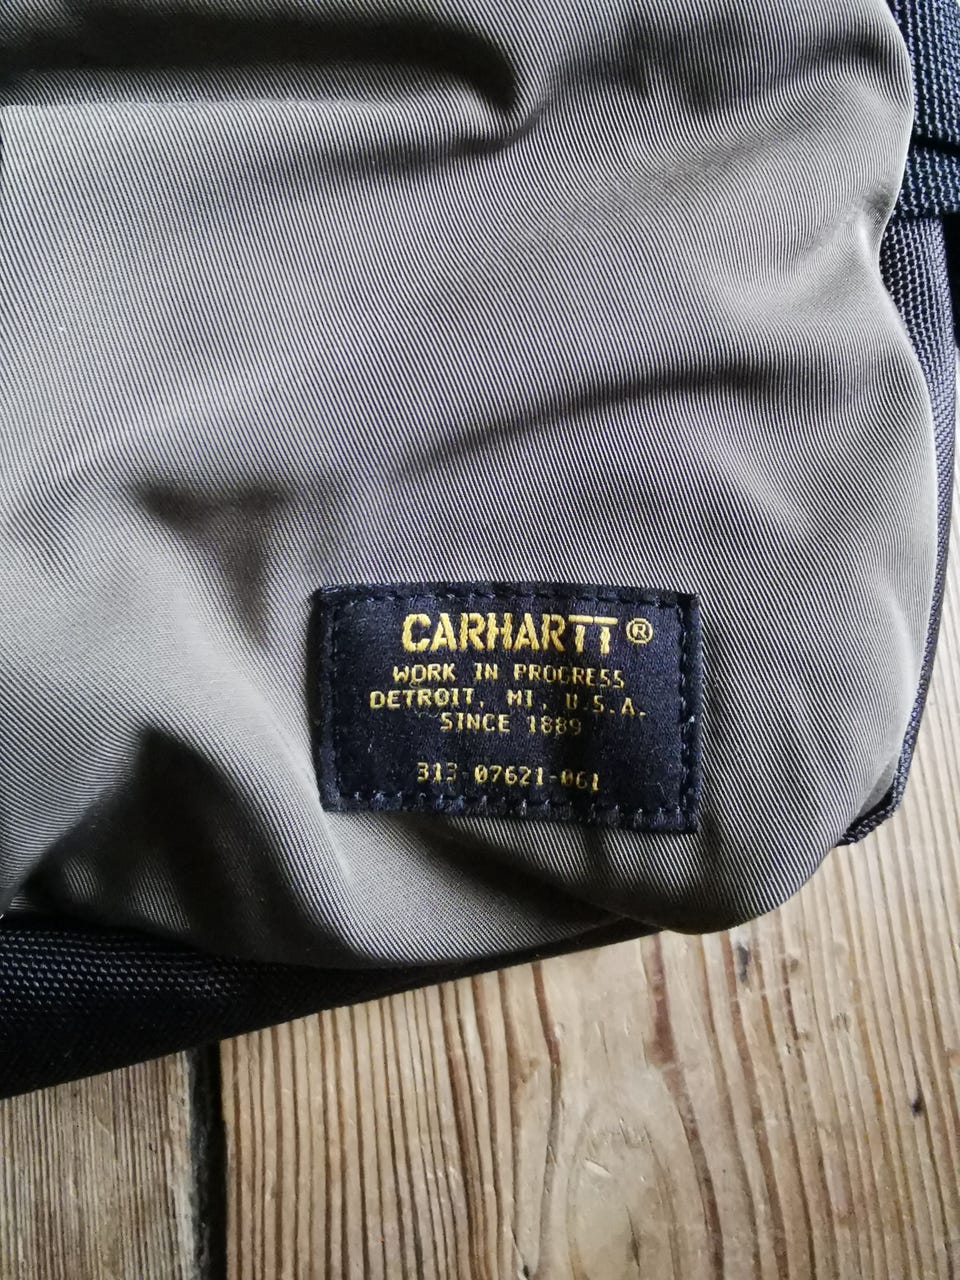 CARHARTT®
WORK IN PROGRESS
DETROIT, MI, U.S.A.
SINCE 1889
313-07621-061